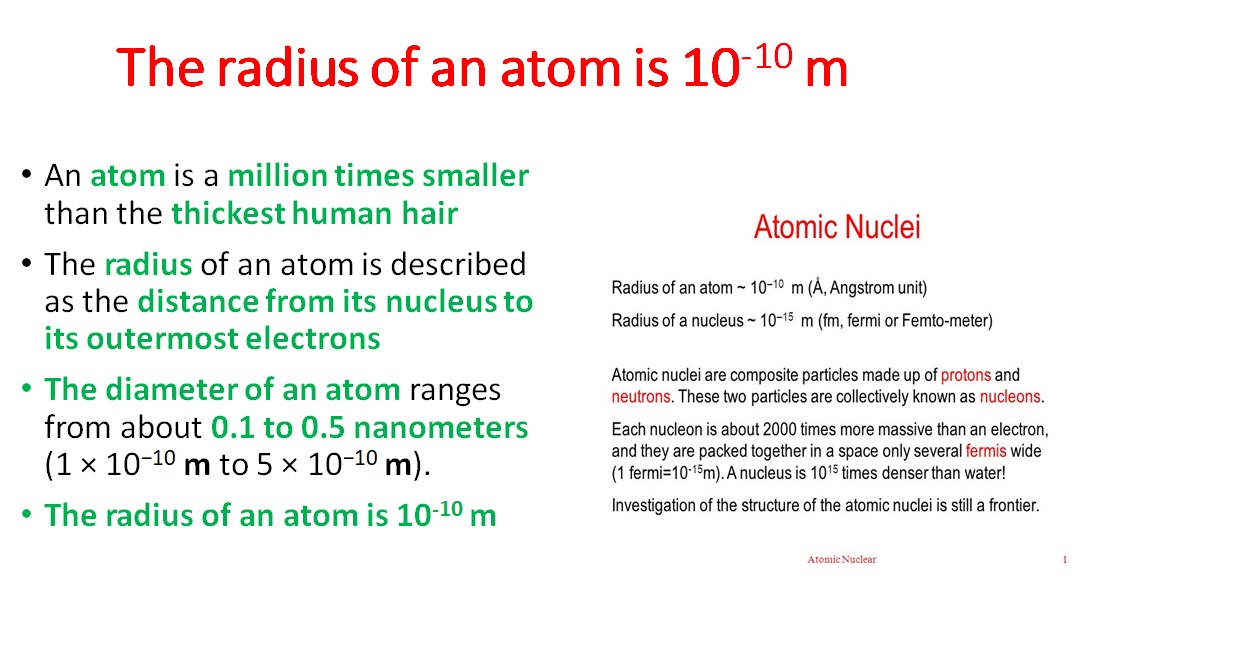 The radius of an atom is 10⁻¹⁰ m
• An atom is a million times smaller
than the thickest human hair
• The radius of an atom is described
as the distance from its nucleus to
its outermost electrons
• The diameter of an atom ranges
from about 0.1 to 0.5 nanometers
(1 × 10⁻¹⁰ m to 5 × 10⁻¹⁰ m).
• The radius of an atom is 10⁻¹⁰ m
Atomic Nuclei
Radius of an atom ~ 10⁻¹⁰ m (Å, Angstrom unit)
Radius of a nucleus ~ 10⁻¹⁵ m (fm, fermi or Femto-meter)
Atomic nuclei are composite particles made up of protons and
neutrons. These two particles are collectively known as nucleons.
Each nucleon is about 2000 times more massive than an electron,
and they are packed together in a space only several fermis wide
(1 fermi=10⁻¹⁵m). A nucleus is 10¹⁵ times denser than water!
Investigation of the structure of the atomic nuclei is still a frontier.
Atomic Nuclear
1